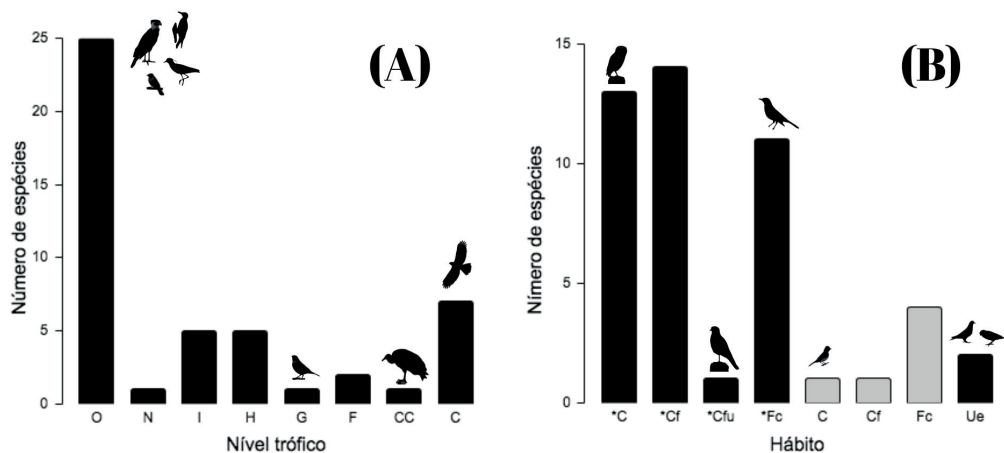 (A)
Número de espécies
25
20
15
10
5
0
O N I H G F CC C
Nível trófico
(B)
Nímero de espécies
15
10
5
0
*C *Cf *Cfu *Fc C Cf Fc Ue
Hábito